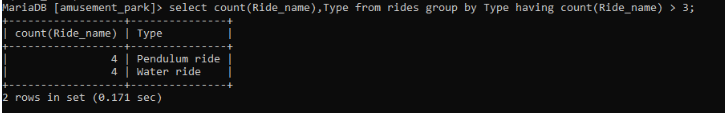 MariaDB [amusement_park]> select count(Ride_name),Type from rides group by Type having count(Ride_name) > 3;
+------------------+---------------+
| count(Ride_name) | Type          |
+------------------+---------------+
|                4 | Pendulum ride |
|                4 | Water ride    |
+------------------+---------------+
2 rows in set (0.171 sec)